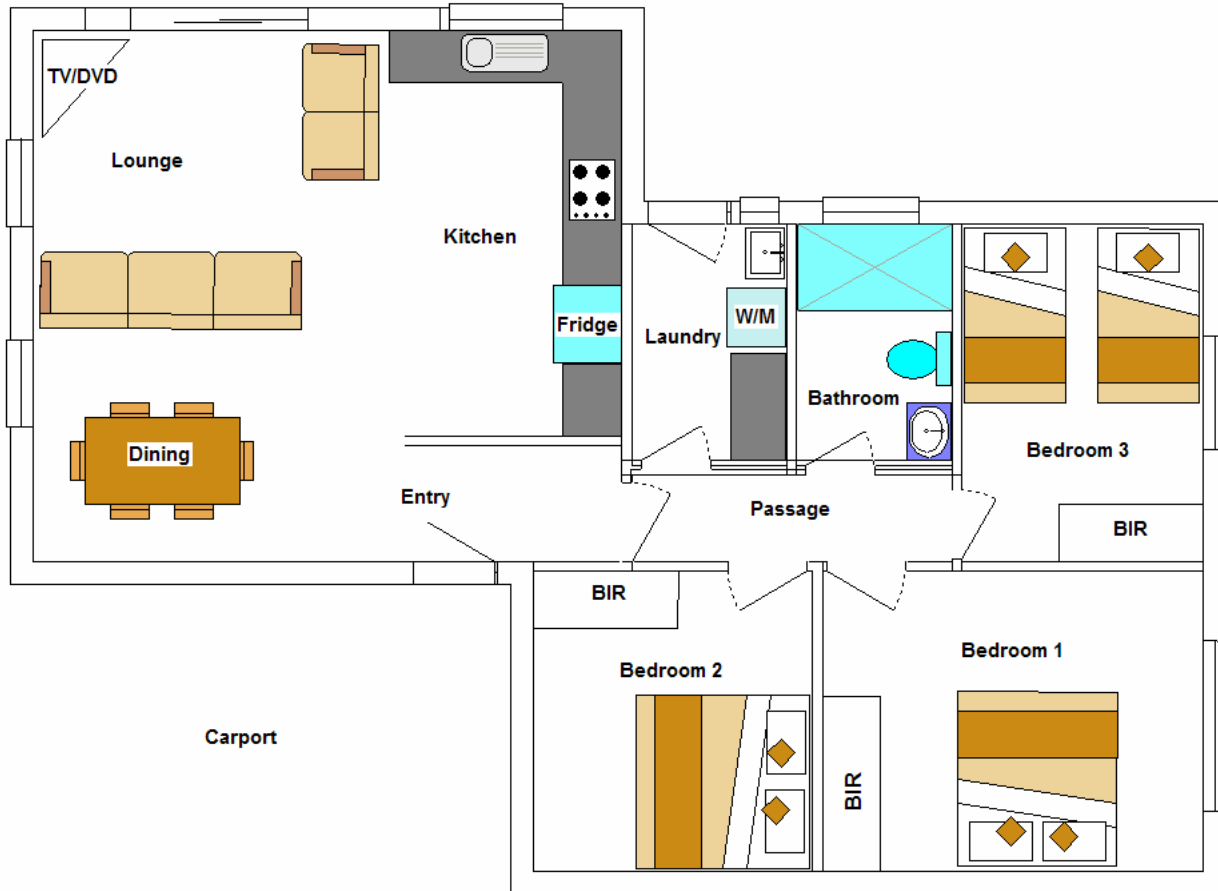 TV/DVD
Lounge
Kitchen
Fridge
Laundry
W/M
Bathroom
Bedroom 3
Dining
Entry
Passage
BIR
BIR
Bedroom 2
Bedroom 1
Carport
BIR